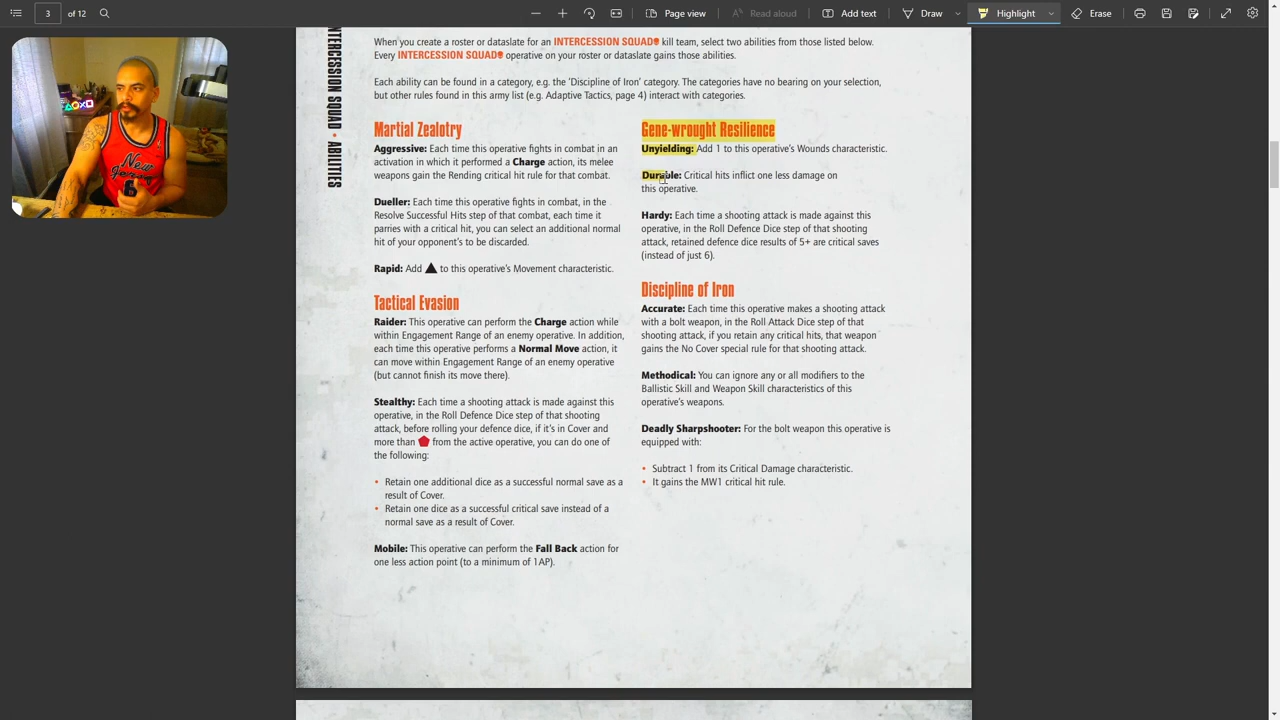 3
of 12
Page view
Read aloud
Add text
Draw
Highlight
Erase
INTERCESSION SQUAD • ABILITIES
When you create a roster or dataslate for an INTERCESSION SQUAD kill team, select two abilities from those listed below.
Every INTERCESSION SQUAD operative on your roster or dataslate gains those abilities.
Each ability can be found in a category, e.g. the ‘Discipline of Iron’ category. The categories have no bearing on your selection,
but other rules found in this army list (e.g. Adaptive Tactics, page 4) interact with categories.
Martial Zealotry
Aggressive: Each time this operative fights in combat in an
activation in which it performed a Charge action, its melee
weapons gain the Rending critical hit rule for that combat.
Dueller: Each time this operative fights in combat, in the
Resolve Successful Hits step of that combat, each time it
parries with a critical hit, you can select an additional normal
hit of your opponent’s to be discarded.
Rapid: Add ▲ to this operative’s Movement characteristic.
Tactical Evasion
Raider: This operative can perform the Charge action while
within Engagement Range of an enemy operative. In addition,
each time this operative performs a Normal Move action, it
can move within Engagement Range of an enemy operative
(but cannot finish its move there).
Stealthy: Each time a shooting attack is made against this
operative, in the Roll Defence Dice step of that shooting
attack, before rolling your defence dice, if it’s in Cover and
more than ⬟ from the active operative, you can do one of
the following:
• Retain one additional dice as a successful normal save as a
result of Cover.
• Retain one dice as a successful critical save instead of a
normal save as a result of Cover.
Mobile: This operative can perform the Fall Back action for
one less action point (to a minimum of 1AP).
Gene-wrought Resilience
Unyielding: Add 1 to this operative’s Wounds characteristic.
Durable: Critical hits inflict one less damage on
this operative.
Hardy: Each time a shooting attack is made against this
operative, in the Roll Defence Dice step of that shooting
attack, retained defence dice results of 5+ are critical saves
(instead of just 6).
Discipline of Iron
Accurate: Each time this operative makes a shooting attack
with a bolt weapon, in the Roll Attack Dice step of that
shooting attack, if you retain any critical hits, that weapon
gains the No Cover special rule for that shooting attack.
Methodical: You can ignore any or all modifiers to the
Ballistic Skill and Weapon Skill characteristics of this
operative’s weapons.
Deadly Sharpshooter: For the bolt weapon this operative is
equipped with:
• Subtract 1 from its Critical Damage characteristic.
• It gains the MW1 critical hit rule.
New